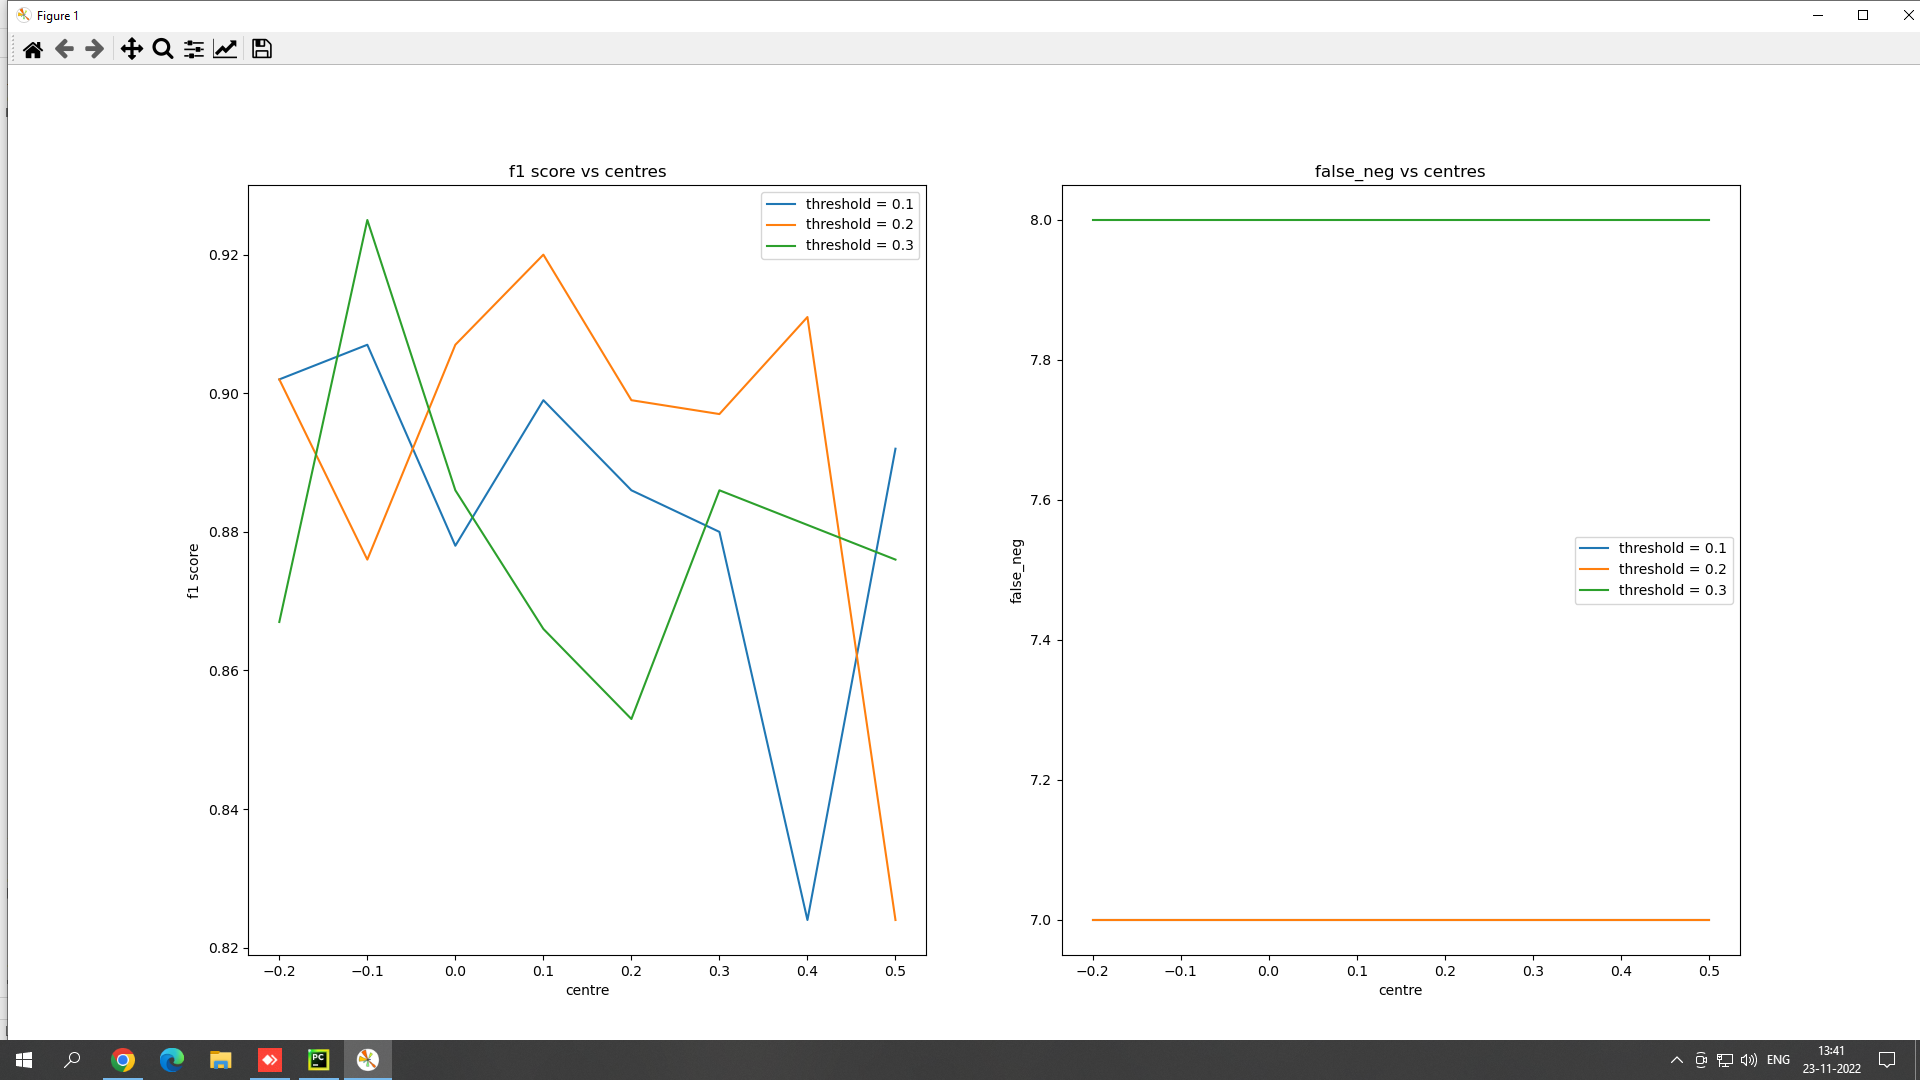 Figure 1
f1 score vs centres
threshold = 0.1
threshold = 0.2
threshold = 0.3
0.92
0.90
0.88
0.86
0.84
0.82
f1 score
−0.2 −0.1 0.0 0.1 0.2 0.3 0.4 0.5
centre
false_neg vs centres
8.0
7.8
7.6
7.4
7.2
7.0
false_neg
threshold = 0.1
threshold = 0.2
threshold = 0.3
−0.2 −0.1 0.0 0.1 0.2 0.3 0.4 0.5
centre
PC
ENG
13:41
23-11-2022